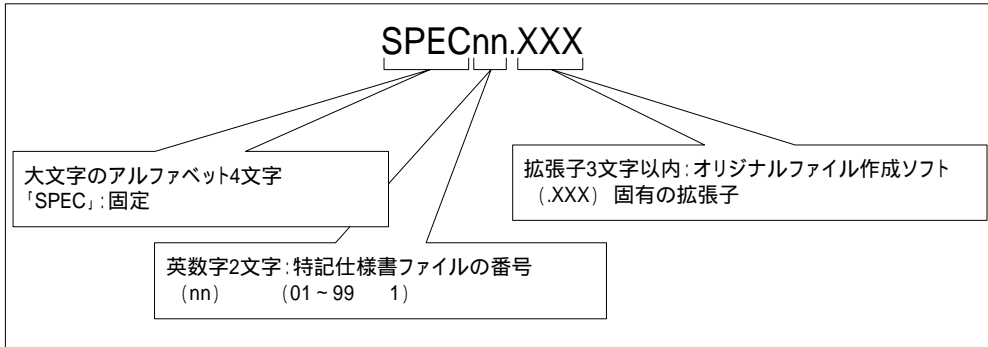 SPECnn.XXX
大文字のアルファベット4文字
「SPEC」:固定
拡張子3文字以内:オリジナルファイル作成ソフト
(.XXX) 固有の拡張子
英数字2文字:特記仕様書ファイルの番号
(nn) (01~99 1)